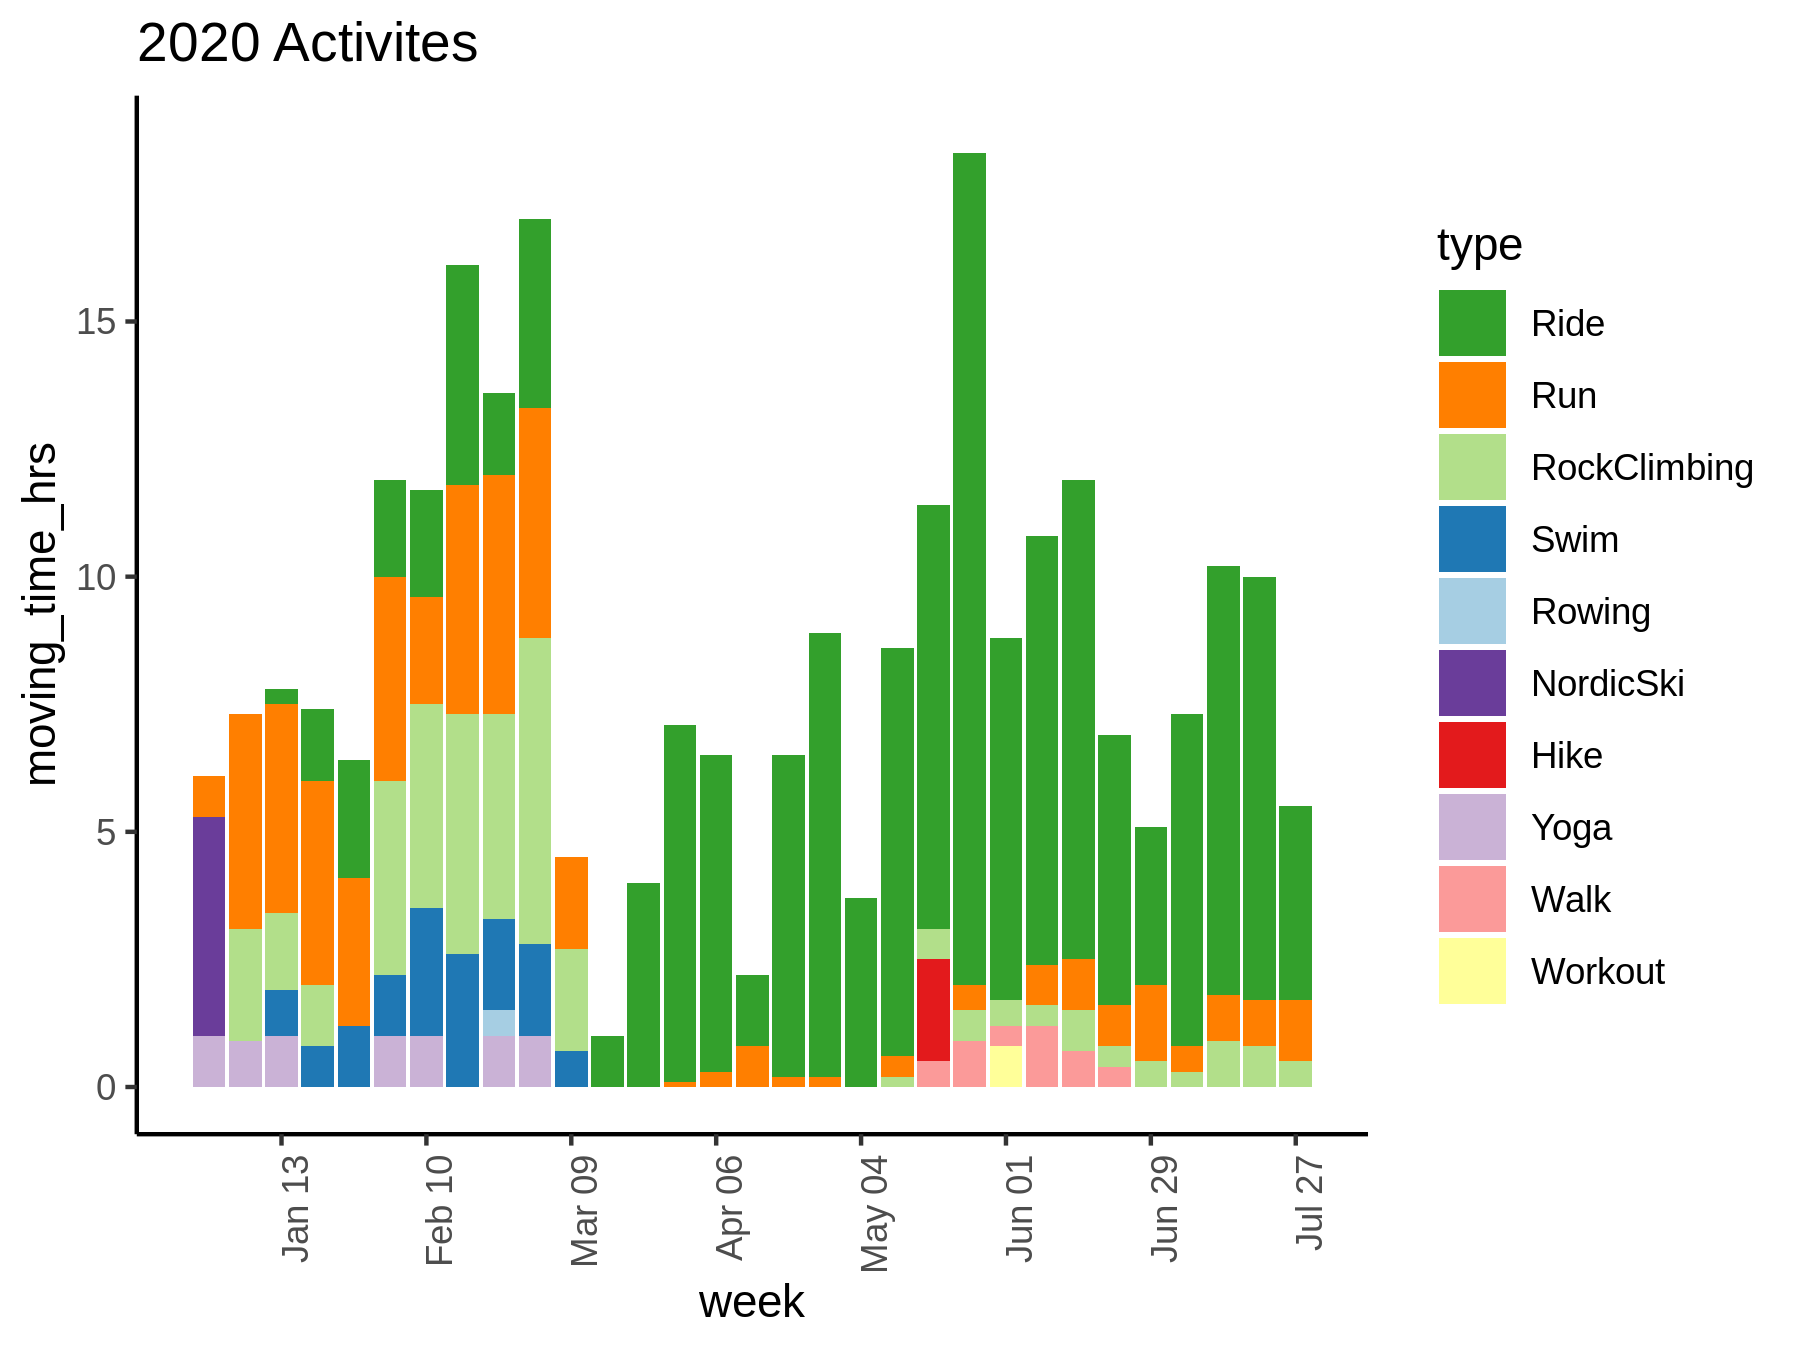 2020 Activites
moving_time_hrs
15
10
5
0
Jan 13
Feb 10
Mar 09
Apr 06
May 04
Jun 01
Jun 29
Jul 27
week
type
Ride
Run
RockClimbing
Swim
Rowing
NordicSki
Hike
Yoga
Walk
Workout